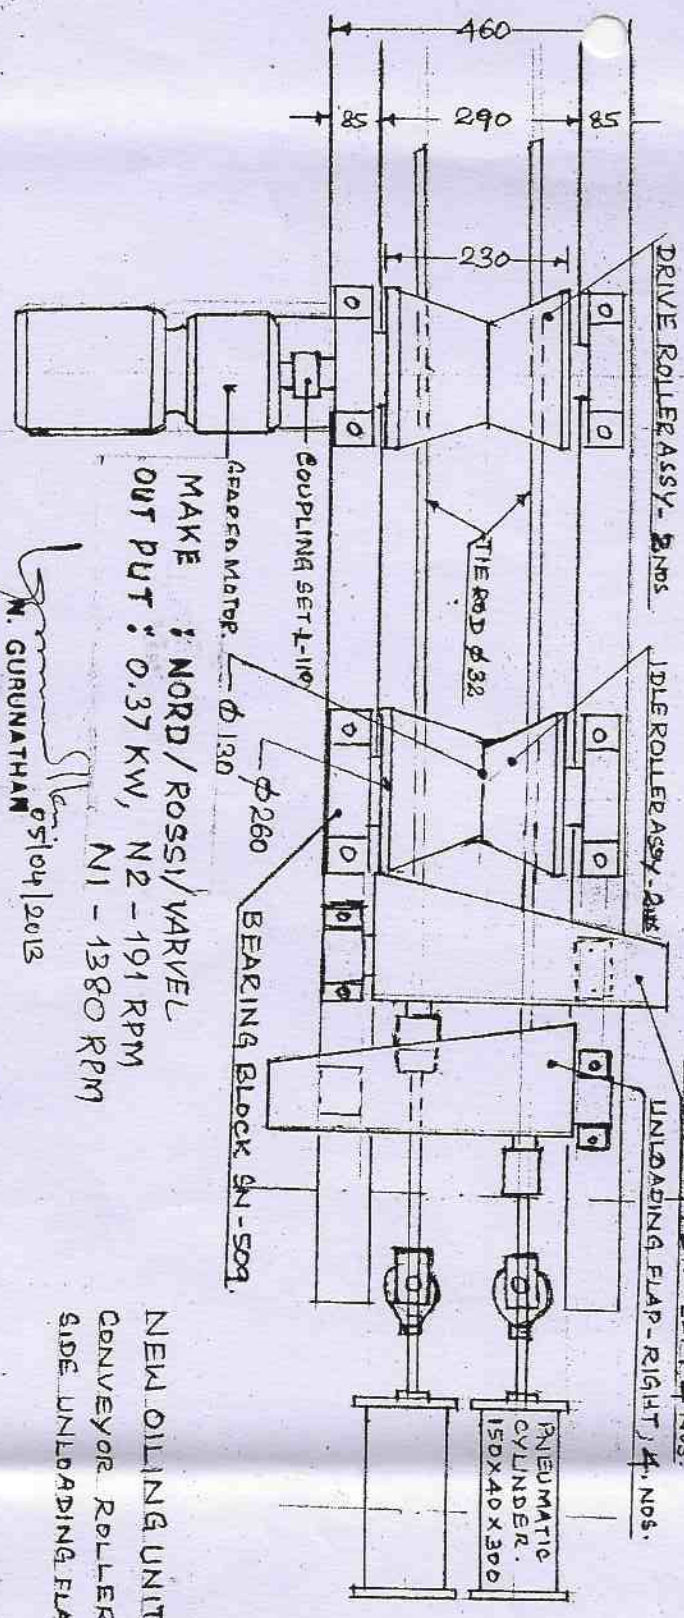 460
85
290
85
230
DRIVE ROLLER ASSY- NOS
TIE ROD ϕ32
IDLE ROLLER ASSY-
UNLOADING FLAP-RIGHT, 4. NOS.
NOS.
PNEUMATIC
CYLINDER.
150X40X300
COUPLING SET L-110
GEARED MOTOR.
ϕ130
ϕ260
BEARING BLOCK SN-509.
MAKE : NORD/ROSSI/VARVEL
OUT PUT : 0.37 KW, N2 - 191 RPM
N1 - 1380 RPM
05/04/2013
N. GURUNATHAN
NEW OILING UNIT
CONVEYOR ROLLER
SIDE UNLOADING FLA